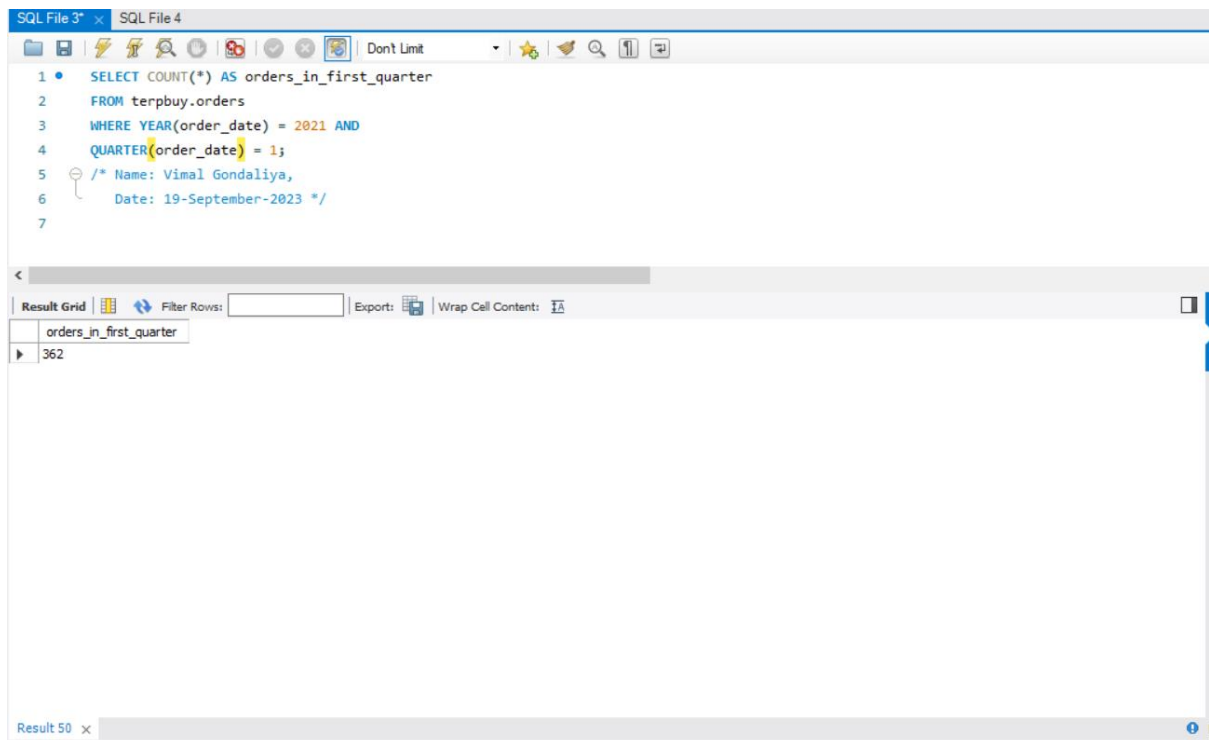 SQL File 3* SQL File 4
Don't Limit
1 SELECT COUNT(*) AS orders_in_first_quarter
2 FROM terpbuy.orders
3 WHERE YEAR(order_date) = 2021 AND
4 QUARTER(order_date) = 1;
5 /* Name: Vimal Gondaliya,
6 Date: 19-September-2023 */
7
Result Grid Filter Rows: Export: Wrap Cell Content:
orders_in_first_quarter
362
Result 50